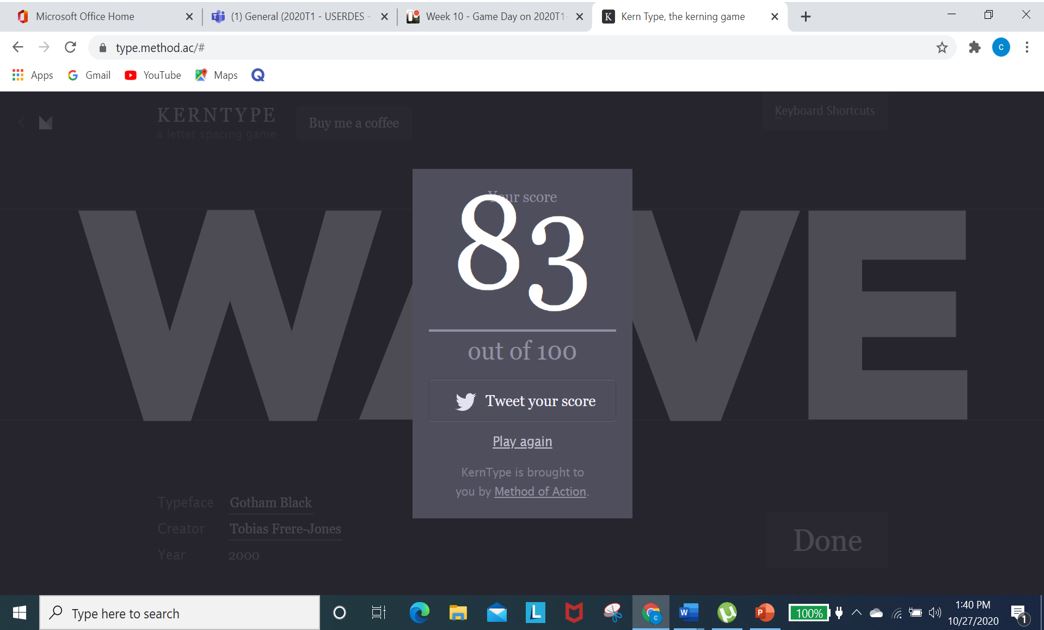 Microsoft Office Home
(1) General (2020T1 - USERDES -
Week 10 - Game Day on 2020T1
K Kern Type, the kerning game
type.method.ac/#
C
Apps
Gmail
YouTube
Maps
Q
KERNTYPE
a letter spacing game
Buy me a coffee
Keyboard Shortcuts
WAVE
Your score
83
out of 100
Tweet your score
Play again
KernType is brought to
you by Method of Action.
Typeface Gotham Black
Creator Tobias Frere-Jones
Year 2000
Done
Type here to search
L
W
P
100%
1:40 PM
10/27/2020
1